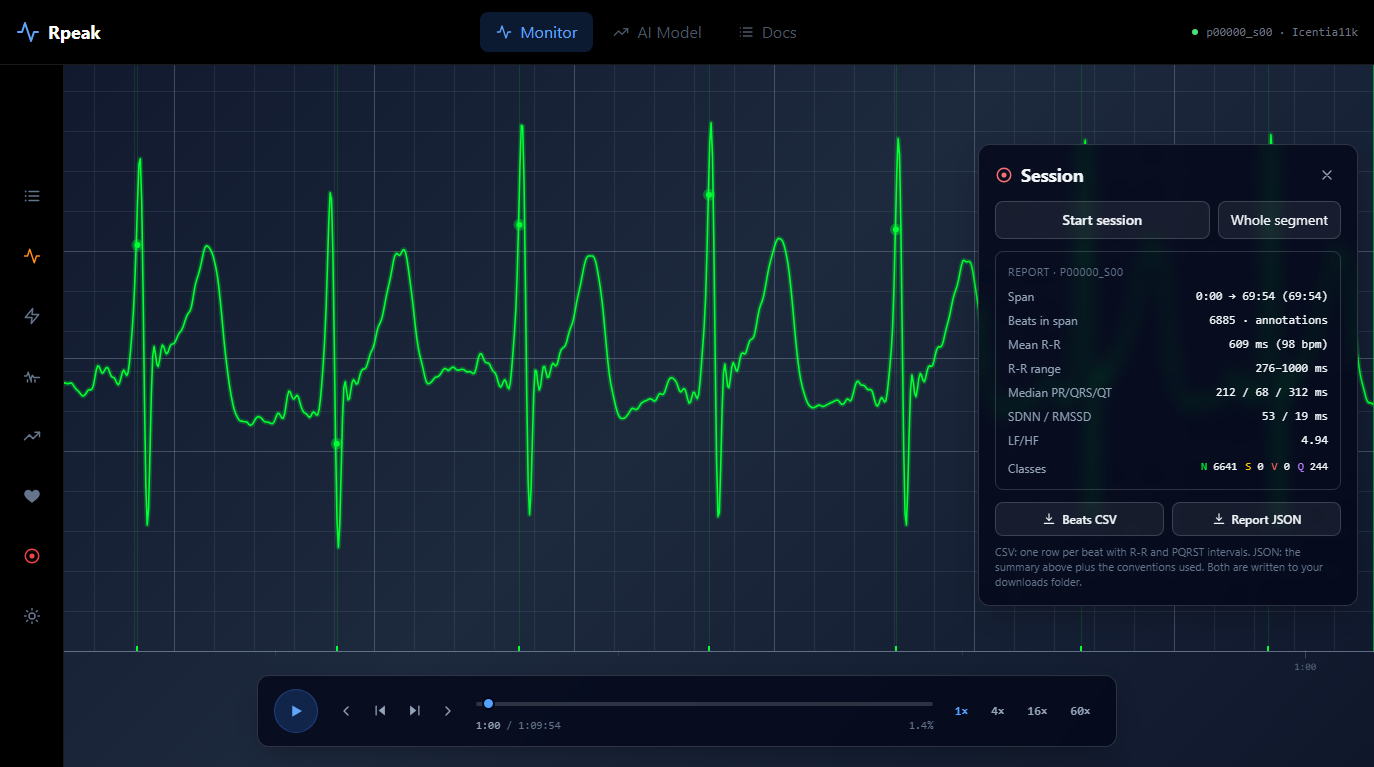 Rpeak
Monitor
AI Model
Docs
p00000_s00 · Icentia11k
Session
Start session
Whole segment
REPORT · P00000_S00
Span 0:00 → 69:54 (69:54)
Beats in span 6885 · annotations
Mean R-R 609 ms (98 bpm)
R-R range 276–1000 ms
Median PR/QRS/QT 212 / 68 / 312 ms
SDNN / RMSSD 53 / 19 ms
LF/HF 4.94
Classes N 6641 S 0 V 0 Q 244
Beats CSV
Report JSON
CSV: one row per beat with R-R and PQRST intervals. JSON: the
summary above plus the conventions used. Both are written to your
downloads folder.
1:00
1:00 / 1:09:54
1.4%
1x
4x
16x
60x